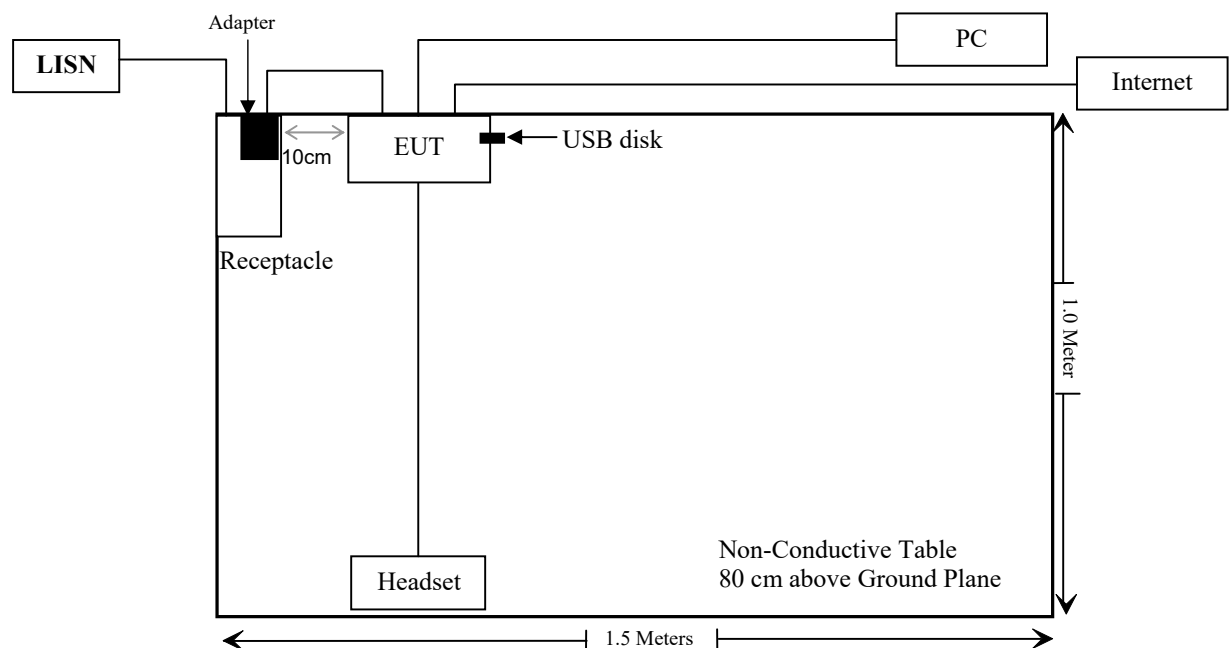 Adapter
PC
LISN
Internet
EUT
USB disk
10cm
Receptacle
1.0 Meter
Non-Conductive Table
80 cm above Ground Plane
Headset
1.5 Meters